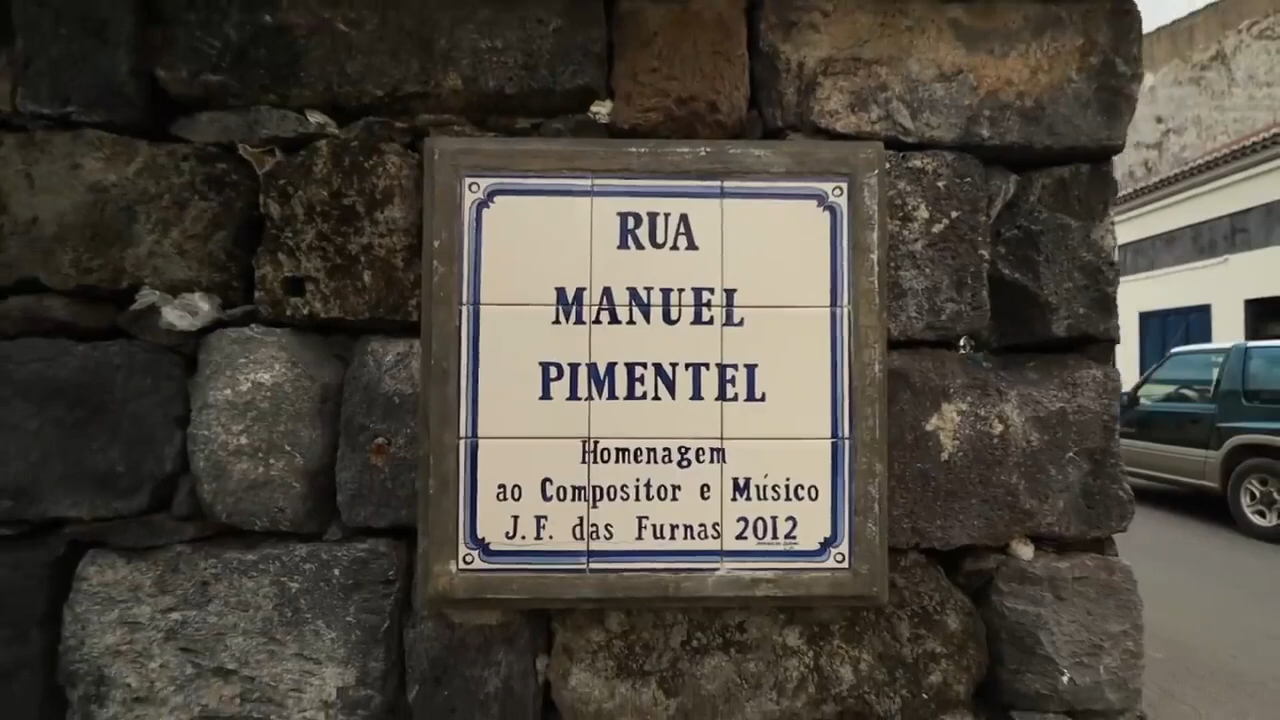 RUA
MANUEL
PIMENTEL
Homenagem
ao Compositor e Músico
J.F. das Furnas 2012